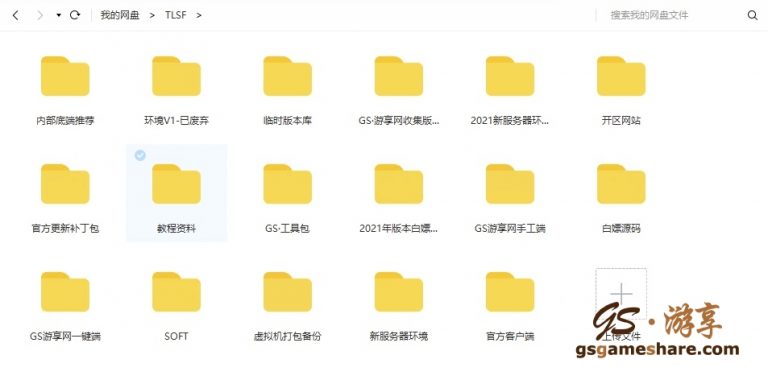 我的网盘 > TLSF >
搜索我的网盘文件
内部底端推荐
环境V1-已废弃
临时版本库
GS·游享网收集版...
2021新服务器环...
开区网站
官方更新补丁包
教程资料
GS·工具包
2021年版本白嫖...
GS游享网手工端
白嫖源码
GS游享网一键端
SOFT
虚拟机打包备份
新服务器环境
官方客户端
上传文件
GS·游享
gsgameshare.com